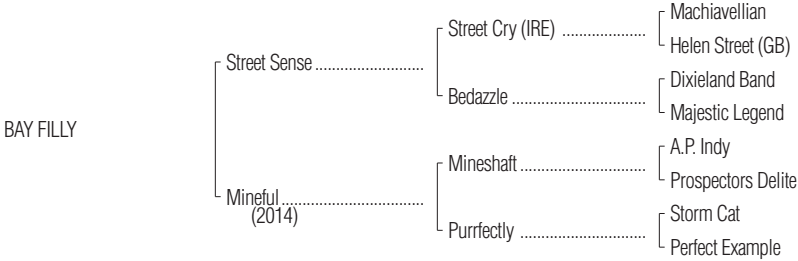 Machiavellian
Street Cry (IRE) ....................
Helen Street (GB)
Street Sense ..........................
Dixieland Band
Bedazzle ................................
Majestic Legend
BAY FILLY
A.P. Indy
Mineshaft ..............................
Prospectors Delite
Mineful ..................................
(2014)
Storm Cat
Purrfectly ..............................
Perfect Example